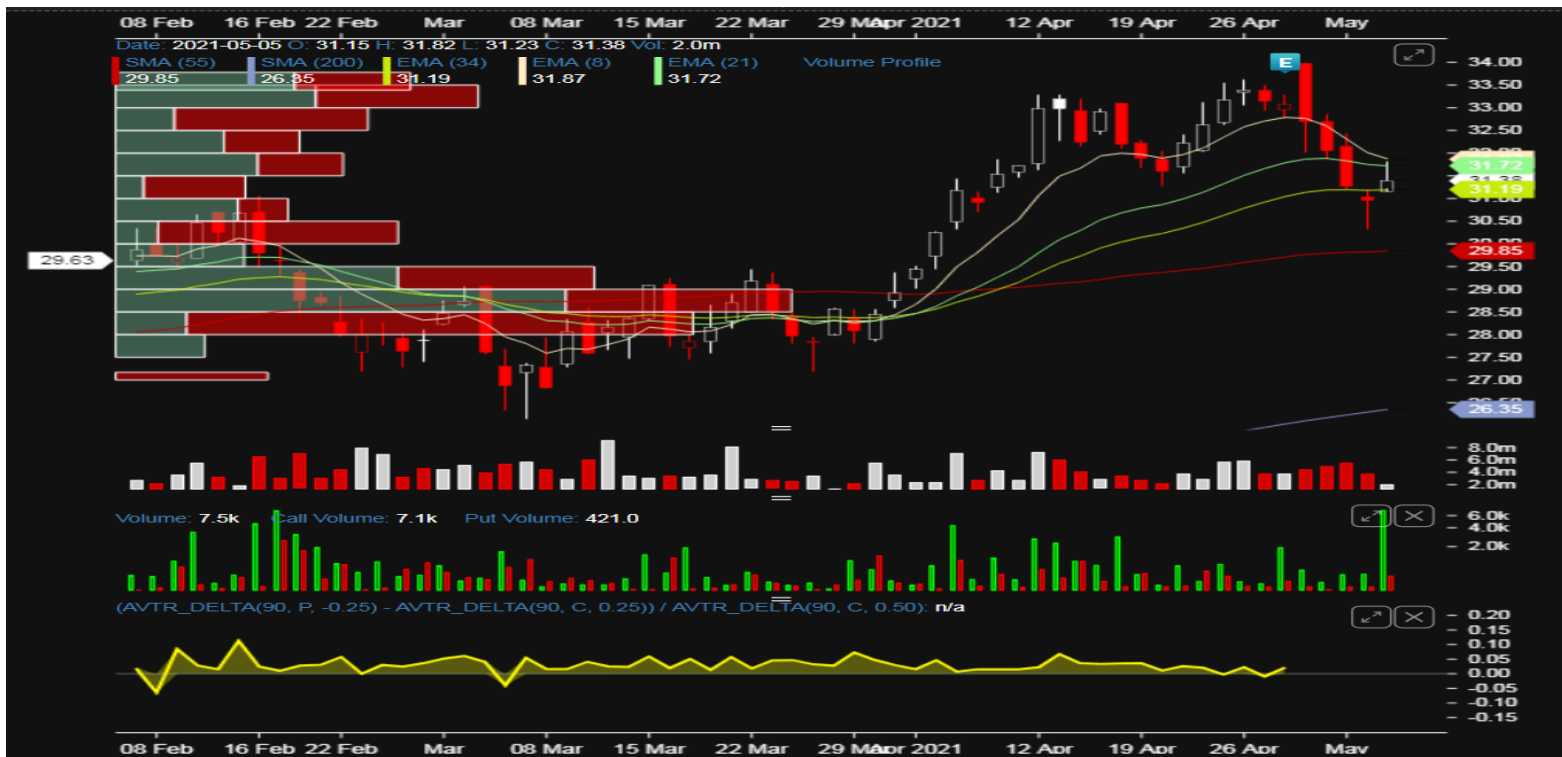 08 Feb 16 Feb 22 Feb Mar 08 Mar 15 Mar 22 Mar 29 Mar Apr 2021 12 Apr 19 Apr 26 Apr May
Date: 2021-05-05 O: 31.15 H: 31.82 L: 31.23 C: 31.38 Vol: 2.0m
SMA (55) SMA (200) EMA (34) EMA (8) EMA (21) Volume Profile
29.85 26.35 31.19 31.87 31.72
E
34.00
33.50
33.00
32.50
31.72
31.38
31.19
31.00
30.50
29.85
29.63
29.50
29.00
28.50
28.00
27.50
27.00
26.35
8.0m
6.0m
4.0m
2.0m
Volume: 7.5k Call Volume: 7.1k Put Volume: 421.0
6.0k
4.0k
2.0k
(AVTR_DELTA(90, P, -0.25) - AVTR_DELTA(90, C, 0.25)) / AVTR_DELTA(90, C, 0.50): n/a
0.20
0.15
0.10
0.05
0.00
-0.05
-0.10
-0.15
08 Feb 16 Feb 22 Feb Mar 08 Mar 15 Mar 22 Mar 29 Mar Apr 2021 12 Apr 19 Apr 26 Apr May